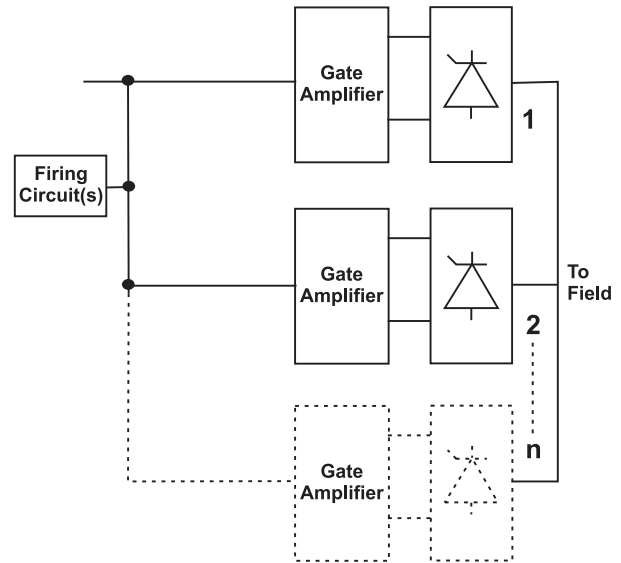 Gate
Amplifier
1
Firing
Circuit(s)
Gate
Amplifier
To
Field
2
n
Gate
Amplifier